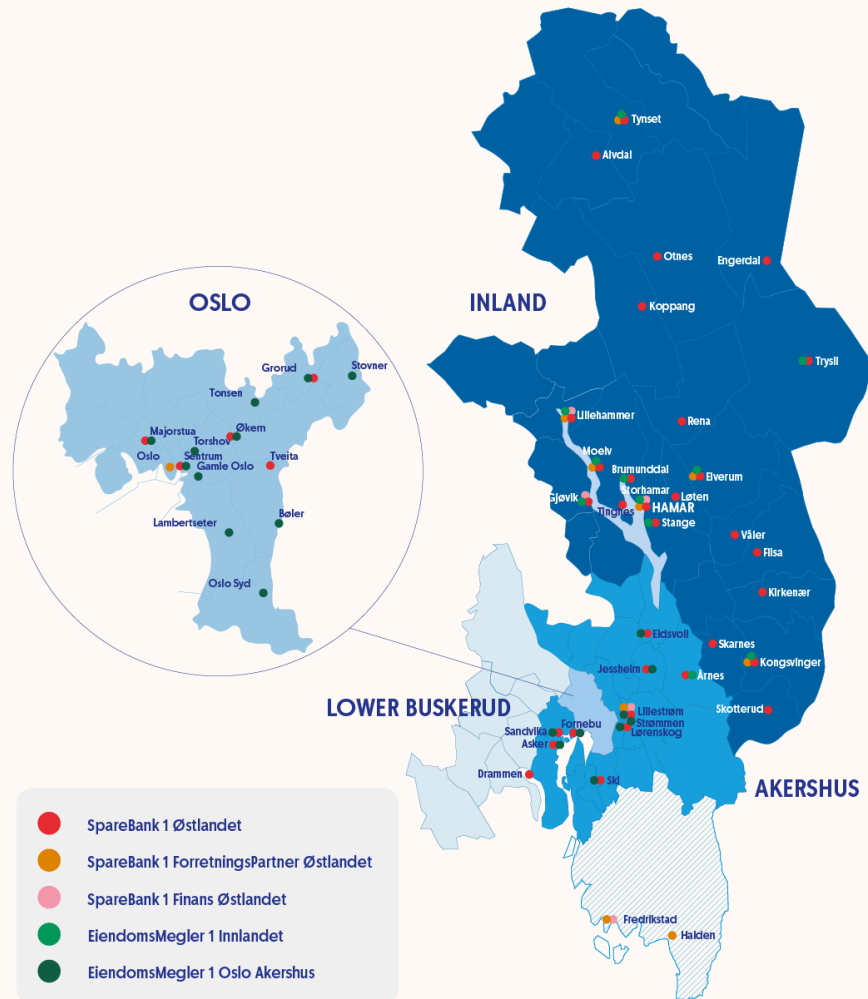 Tynset
Alvdal
Otnes
Engerdal
OSLO
INLAND
Koppang
Trysil
Grorud
Stovner
Tonsen
Lillehammer
Rena
Majorstua
Økern
Torshov
Moelv
Oslo
Sentrum
Tveita
Gamle Oslo
Brumunddal
Elverum
Storhamar
Gjøvik
Løten
Tingnes
HAMAR
Stange
Lambertseter
Bøler
Våler
Flisa
Oslo Syd
Kirkenær
Eidsvoll
Skarnes
Jessheim
Kongsvinger
Årnes
LOWER BUSKERUD
Lillestrøm
Skotterud
Strømmen
Sandvika
Fornebu
Lørenskog
Asker
Drammen
Ski
AKERSHUS
SpareBank 1 Østlandet
SpareBank 1 ForretningsPartner Østlandet
SpareBank 1 Finans Østlandet
EiendomsMegler 1 Innlandet
EiendomsMegler 1 Oslo Akershus
Fredrikstad
Halden